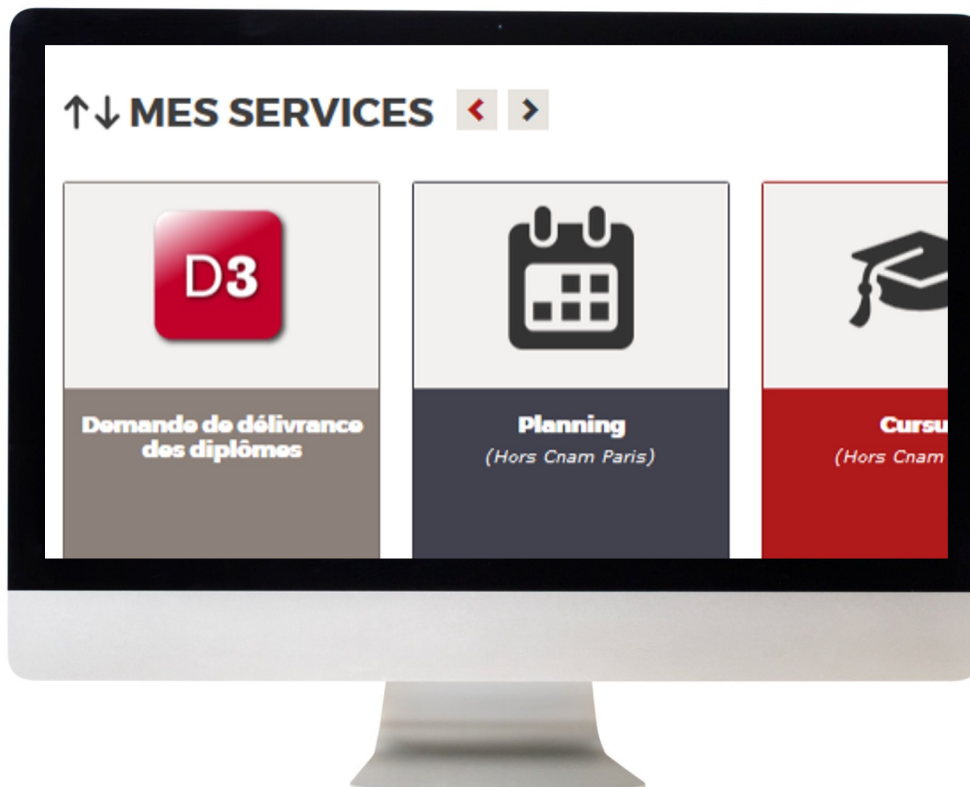 ↑↓ MES SERVICES
D3
Demande de délivrance
des diplômes
Planning
(Hors Cnam Paris)
Cursu
(Hors Cnam